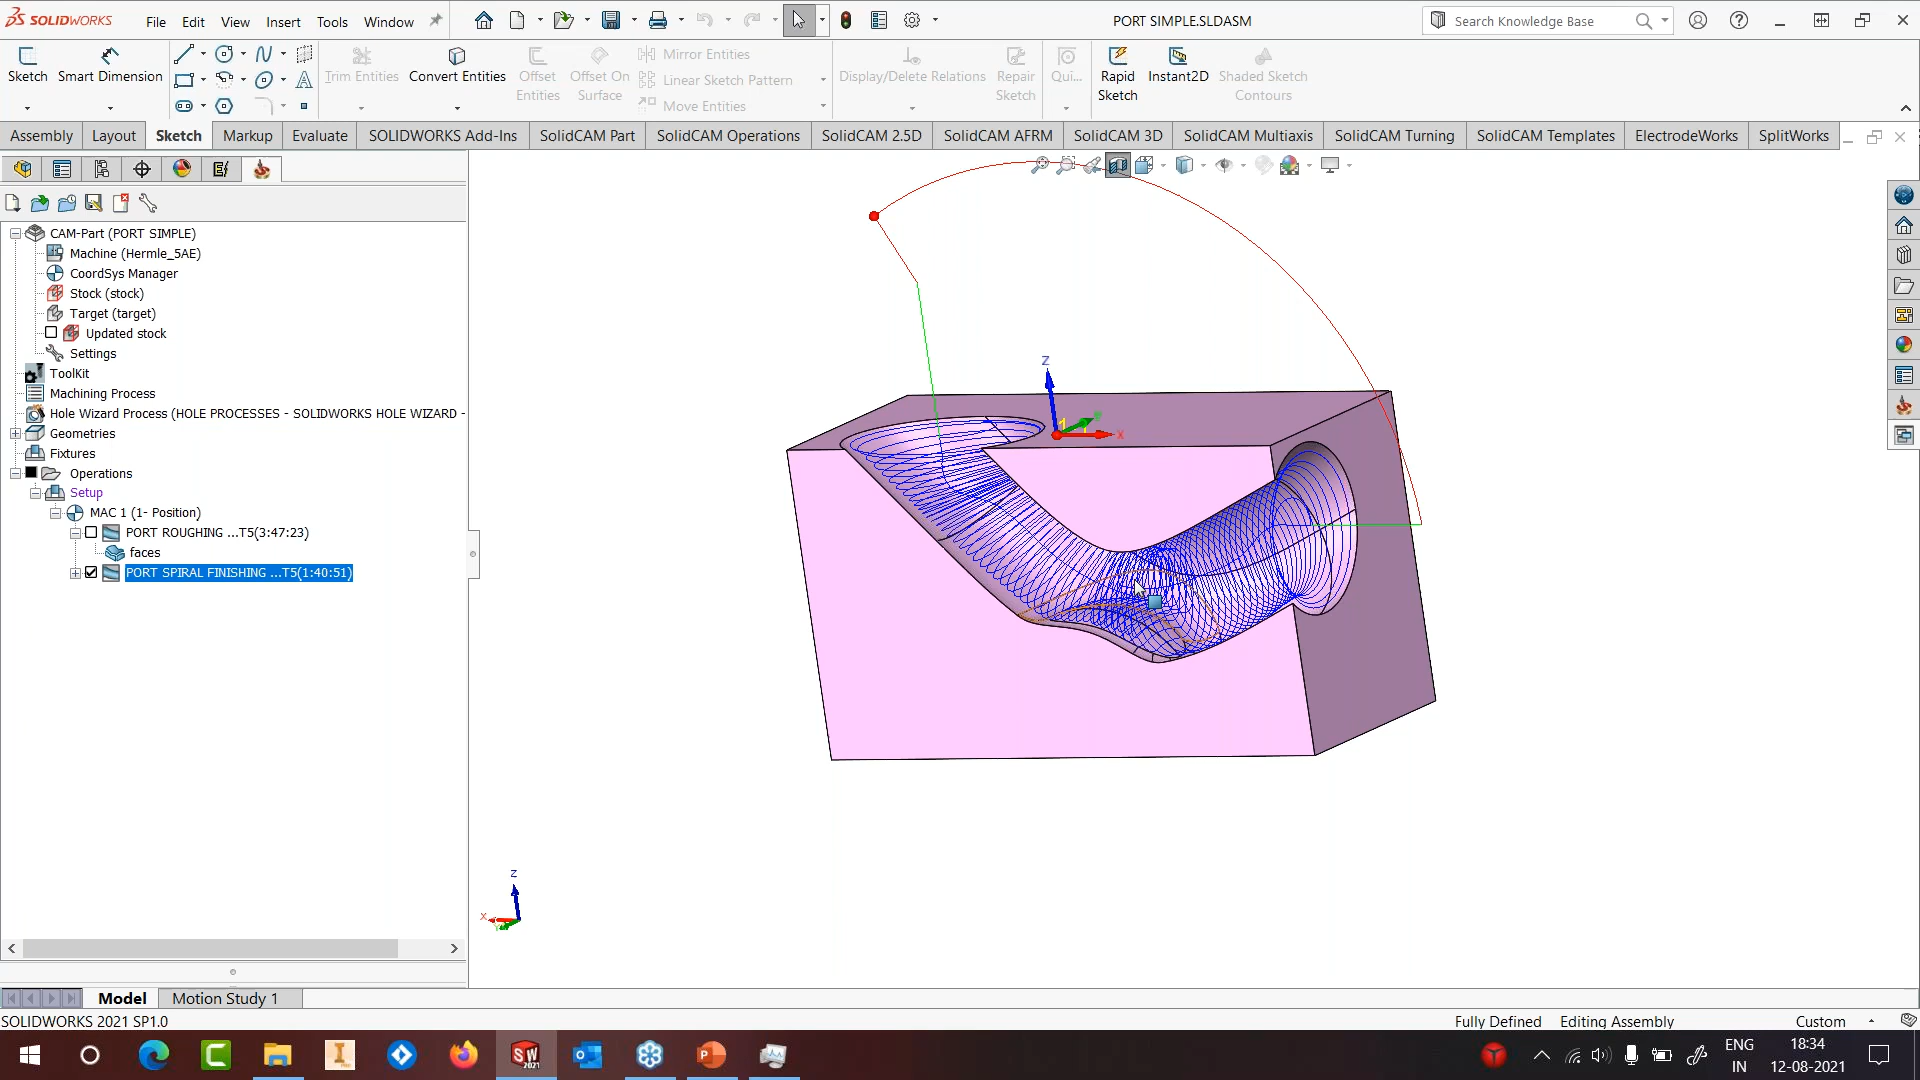 SOLIDWORKS
File Edit View Insert Tools Window
PORT SIMPLE.SLDASM
Search Knowledge Base
Sketch
Smart Dimension
Trim Entities
Convert Entities
Offset Entities
Offset On Surface
Mirror Entities
Linear Sketch Pattern
Move Entities
Display/Delete Relations
Repair Sketch
Qui...
Rapid Sketch
Instant2D
Shaded Sketch Contours
Assembly Layout Sketch Markup Evaluate SOLIDWORKS Add-Ins SolidCAM Part SolidCAM Operations SolidCAM 2.5D SolidCAM AFRM SolidCAM 3D SolidCAM Multiaxis SolidCAM Turning SolidCAM Templates ElectrodeWorks SplitWorks
CAM-Part (PORT SIMPLE)
Machine (Hermle_5AE)
CoordSys Manager
Stock (stock)
Target (target)
Updated stock
Settings
ToolKit
Machining Process
Hole Wizard Process (HOLE PROCESSES - SOLIDWORKS HOLE WIZARD -
Geometries
Fixtures
Operations
Setup
MAC 1 (1- Position)
PORT ROUGHING ...T5(3:47:23)
faces
PORT SPIRAL FINISHING ...T5(1:40:51)
Z
X
Z
X
Model Motion Study 1
SOLIDWORKS 2021 SP1.0
Fully Defined Editing Assembly Custom
ENG
IN
18:34
12-08-2021